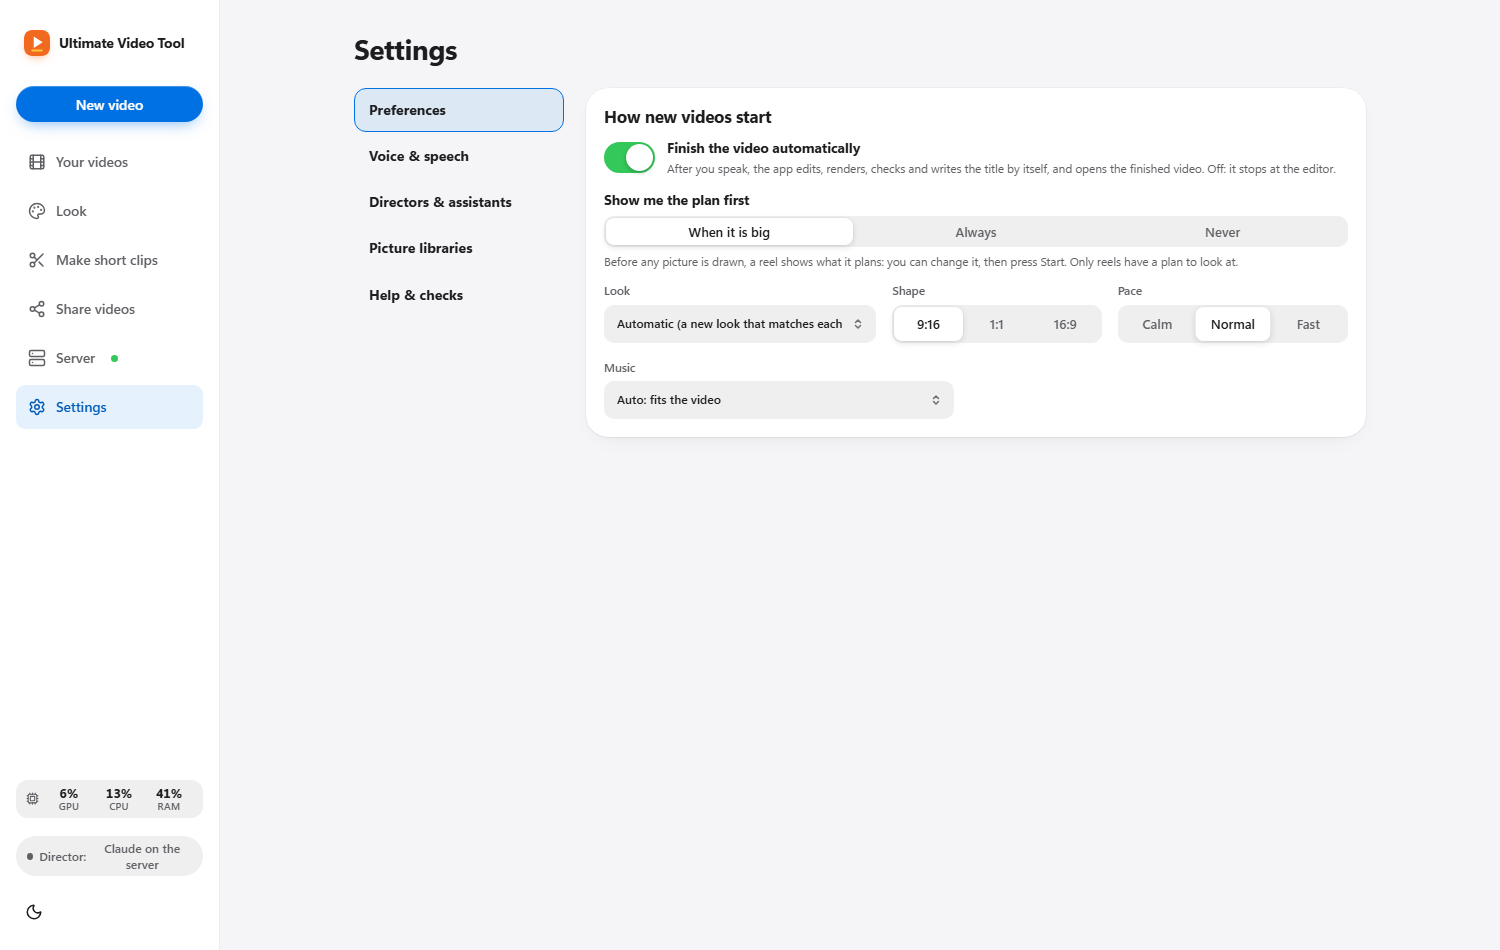 Ultimate Video Tool
New video
Your videos
Look
Make short clips
Share videos
Server
Settings
6% 13% 41%
GPU CPU RAM
Director: Claude on the
server
Settings
Preferences
Voice & speech
Directors & assistants
Picture libraries
Help & checks
How new videos start
Finish the video automatically
After you speak, the app edits, renders, checks and writes the title by itself, and opens the finished video. Off: it stops at the editor.
Show me the plan first
When it is big Always Never
Before any picture is drawn, a reel shows what it plans: you can change it, then press Start. Only reels have a plan to look at.
Look Shape Pace
Automatic (a new look that matches each 9:16 1:1 16:9 Calm Normal Fast
Music
Auto: fits the video